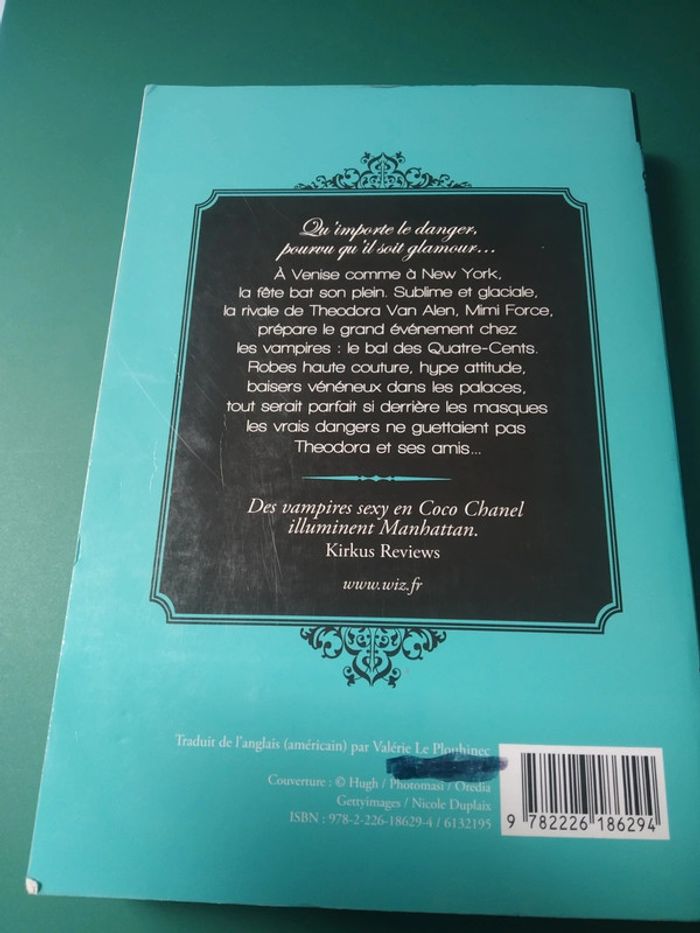 Qu'importe le danger,
pourvu qu'il soit glamour...
À Venise comme à New York,
la fête bat son plein. Sublime et glaciale,
la rivale de Theodora Van Alen, Mimi Force,
prépare le grand événement chez
les vampires : le bal des Quatre-Cents.
Robes haute couture, hype attitude,
baisers vénéneux dans les palaces,
tout serait parfait si derrière les masques
les vrais dangers ne guettaient pas
Theodora et ses amis...
Des vampires sexy en Coco Chanel
illuminent Manhattan.
Kirkus Reviews
www.wiz.fr
Traduit de l'anglais (américain) par Valérie Le Plouhinec
Couverture : © Hugh / Photomasi / Oredia
Gettyimages / Nicole Duplaix
ISBN : 978-2-226-18629-4 / 6132195
9 782226 186294